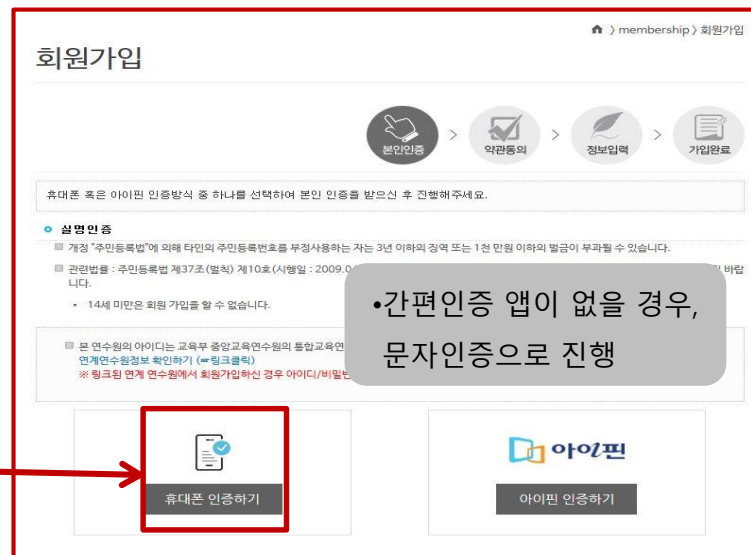 > membership > 회원가입
회원가입
본인인증 > 약관동의 > 정보입력 > 가입완료
휴대폰 혹은 아이핀 인증방식 중 하나를 선택하여 본인 인증을 받으신 후 진행해주세요.
실명인증
개정 "주민등록법"에 의해 타인의 주민등록번호를 부정사용하는 자는 3년 이하의 징역 또는 1천 만원 이하의 벌금이 부과될 수 있습니다.
관련법률 : 주민등록법 제37조(벌칙) 제10호(시행일 : 2009.0 바랍
니다.
• 14세 미만은 회원 가입을 할 수 없습니다.
•간편인증 앱이 없을 경우,
문자인증으로 진행
본 연수원의 아이디는 교육부 중앙교육연수원의 통합교육연
연계연수원정보 확인하기 (☞링크클릭)
※ 링크된 연계 연수원에서 회원가입하신 경우 아이디/비밀번
아이핀
휴대폰 인증하기
아이핀 인증하기